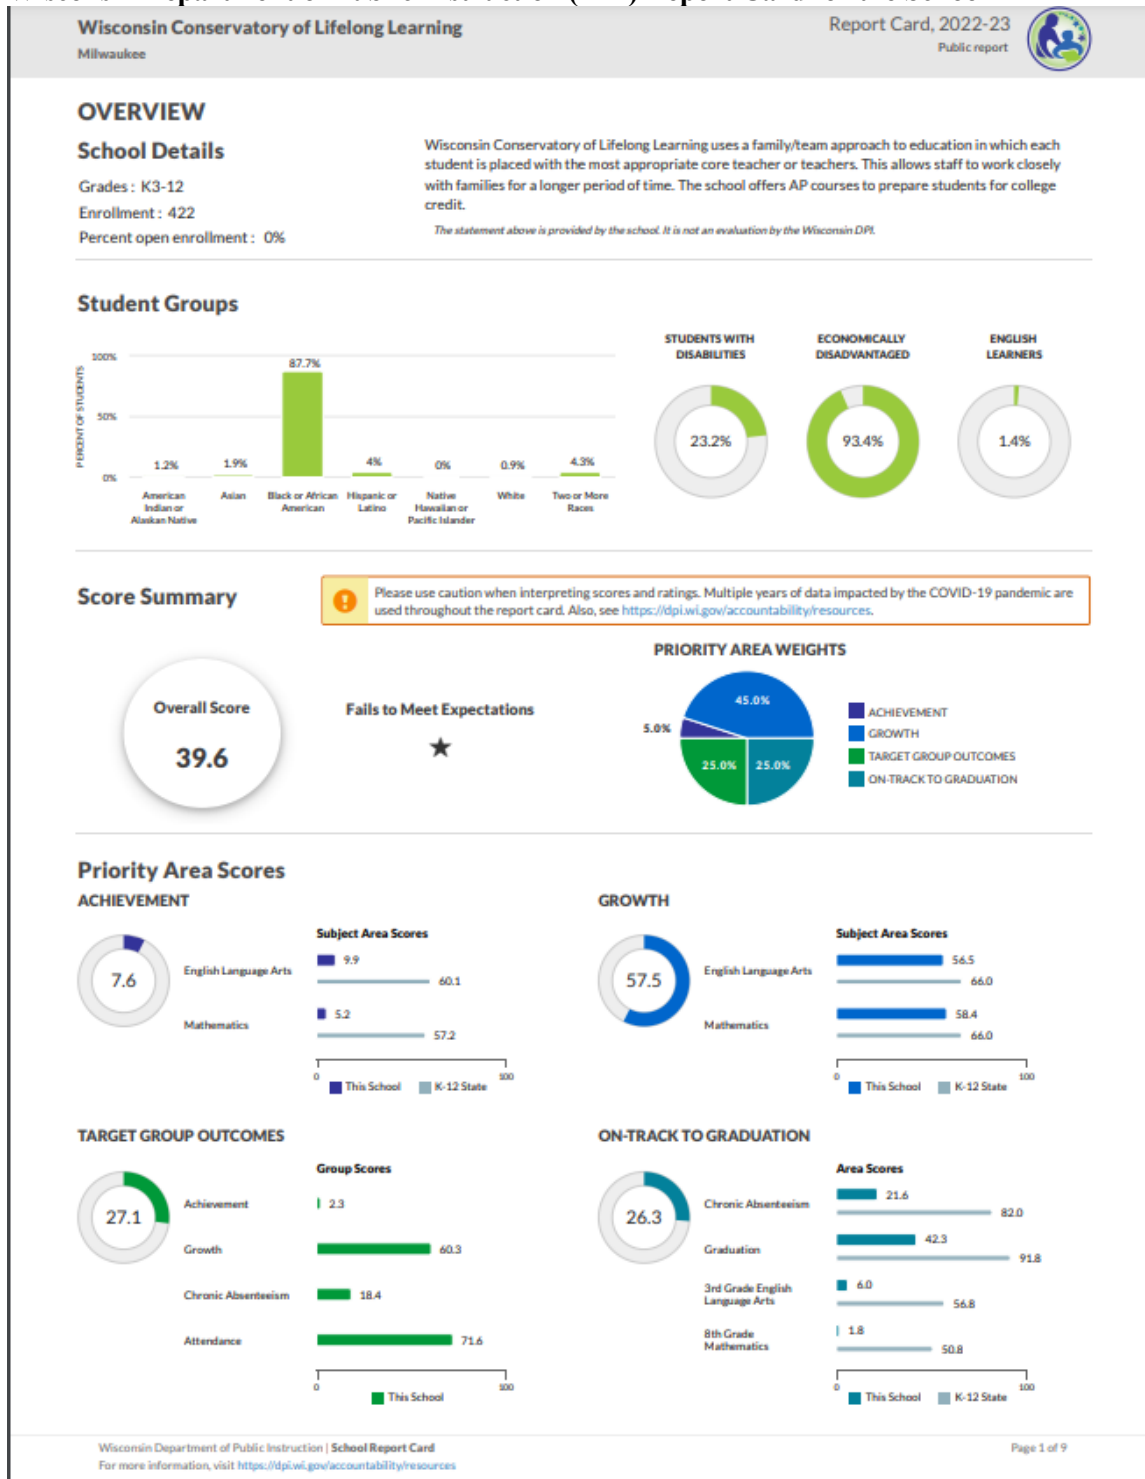 Wisconsin Conservatory of Lifelong Learning
Milwaukee
Report Card, 2022-23
Public report
OVERVIEW
School Details
Grades : K3-12
Enrollment : 422
Percent open enrollment : 0%
Wisconsin Conservatory of Lifelong Learning uses a family/team approach to education in which each
student is placed with the most appropriate core teacher or teachers. This allows staff to work closely
with families for a longer period of time. The school offers AP courses to prepare students for college
credit.
The statement above is provided by the school. It is not an evaluation by the Wisconsin DPI.
Student Groups
PERCENT OF STUDENTS
100%
50%
0%
1.2%
1.9%
87.7%
4%
0%
0.9%
4.3%
American
Indian or
Alaskan Native
Asian
Black or African
American
Hispanic or
Latino
Native
Hawaiian or
Pacific Islander
White
Two or More
Races
STUDENTS WITH
DISABILITIES
23.2%
ECONOMICALLY
DISADVANTAGED
93.4%
ENGLISH
LEARNERS
1.4%
Score Summary
Please use caution when interpreting scores and ratings. Multiple years of data impacted by the COVID-19 pandemic are
used throughout the report card. Also, see https://dpi.wi.gov/accountability/resources.
Overall Score
39.6
Fails to Meet Expectations
PRIORITY AREA WEIGHTS
45.0%
5.0%
25.0%
25.0%
ACHIEVEMENT
GROWTH
TARGET GROUP OUTCOMES
ON-TRACK TO GRADUATION
Priority Area Scores
ACHIEVEMENT
7.6
Subject Area Scores
English Language Arts
9.9
60.1
Mathematics
5.2
57.2
0
100
This School
K-12 State
GROWTH
57.5
Subject Area Scores
English Language Arts
56.5
66.0
Mathematics
58.4
66.0
0
100
This School
K-12 State
TARGET GROUP OUTCOMES
27.1
Group Scores
Achievement
2.3
Growth
60.3
Chronic Absenteeism
18.4
Attendance
71.6
0
100
This School
ON-TRACK TO GRADUATION
26.3
Area Scores
Chronic Absenteeism
21.6
82.0
Graduation
42.3
91.8
3rd Grade English
Language Arts
6.0
56.8
8th Grade
Mathematics
1.8
50.8
0
100
This School
K-12 State
Wisconsin Department of Public Instruction | School Report Card
For more information, visit https://dpi.wi.gov/accountability/resources
Page 1 of 9